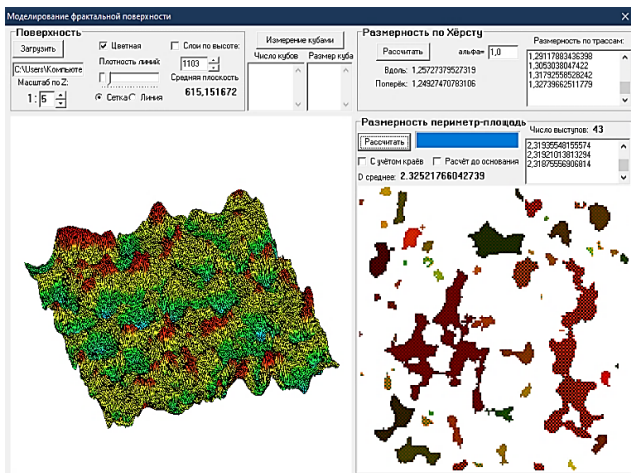 Моделирование фрактальной поверхности
Поверхность
Загрузить
C:\Users\Компьюте
Масштаб по Z:
1: 5
Цветная
Плотность линий:
Сетка Линия
Слои по высоте:
1103
Средняя плоскость
615,151672
Измерение кубами
Число кубов Размер куба
Размерность по Хёрсту
Рассчитать
альфа= 1,0
Вдоль: 1,25727379527319
Поперёк: 1,24927470783106
Размерность по трассам:
1,29117883436398
1,3053038047422
1,31792558528242
1,32739662511779
Размерность периметр-площадь
Рассчитать
Число выступов: 43
С учётом краёв Расчёт до основания
D среднее: 2,32521766042739
2,31935548155574
2,31921013813294
2,31875556906814